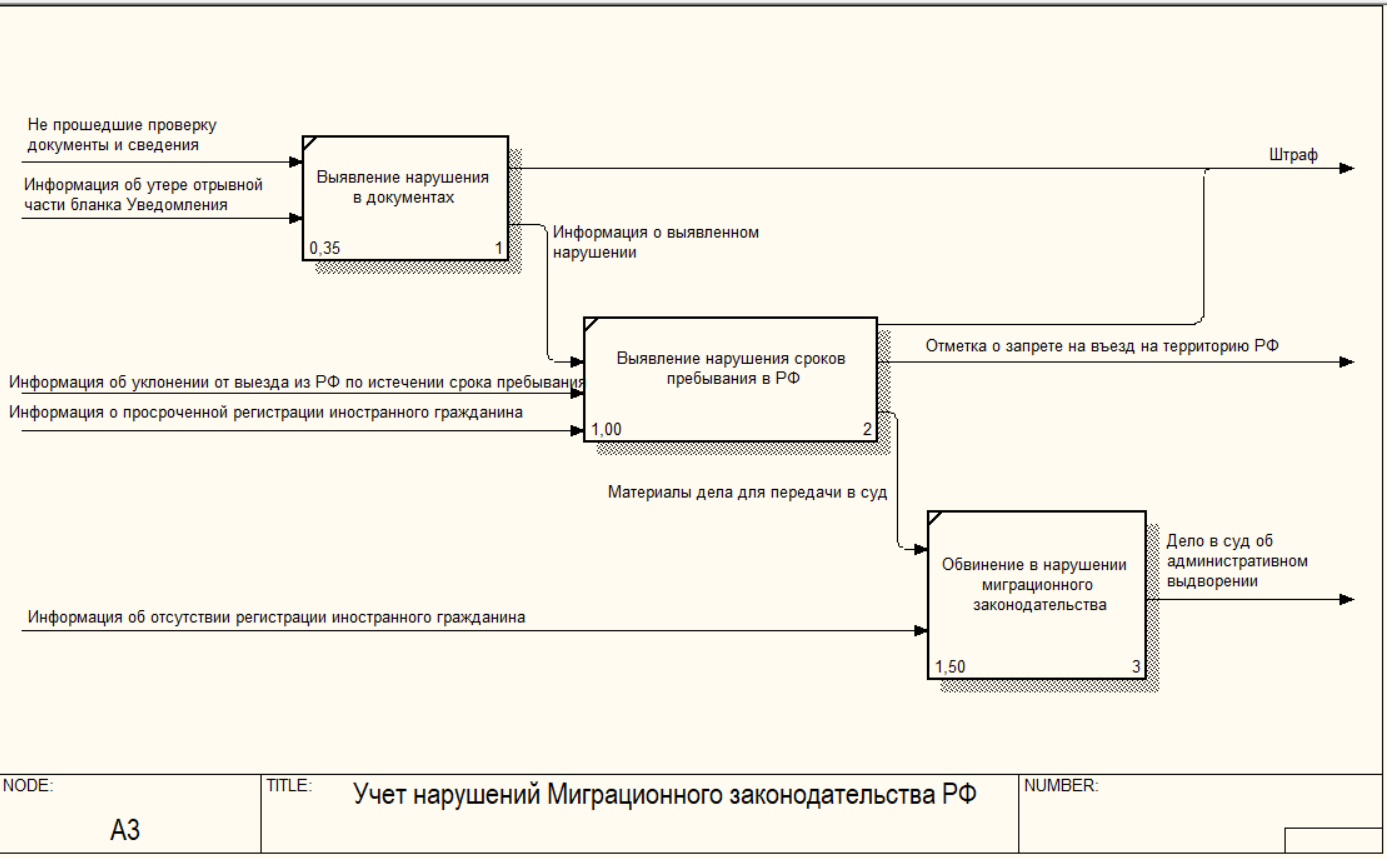 Не прошедшие проверку
документы и сведения
Информация об утере отрывной
части бланка Уведомления
Выявление нарушения
в документах
0,35
1
Штраф
Информация о выявленном
нарушении
Выявление нарушения сроков
пребывания в РФ
1,00
2
Отметка о запрете на въезд на территорию РФ
Информация об уклонении от выезда из РФ по истечении срока пребывания
Информация о просроченной регистрации иностранного гражданина
Материалы дела для передачи в суд
Обвинение в нарушении
миграционного
законодательства
1,50
3
Дело в суд об
административном
выдворении
Информация об отсутствии регистрации иностранного гражданина
NODE:
A3
TITLE:
Учет нарушений Миграционного законодательства РФ
NUMBER: